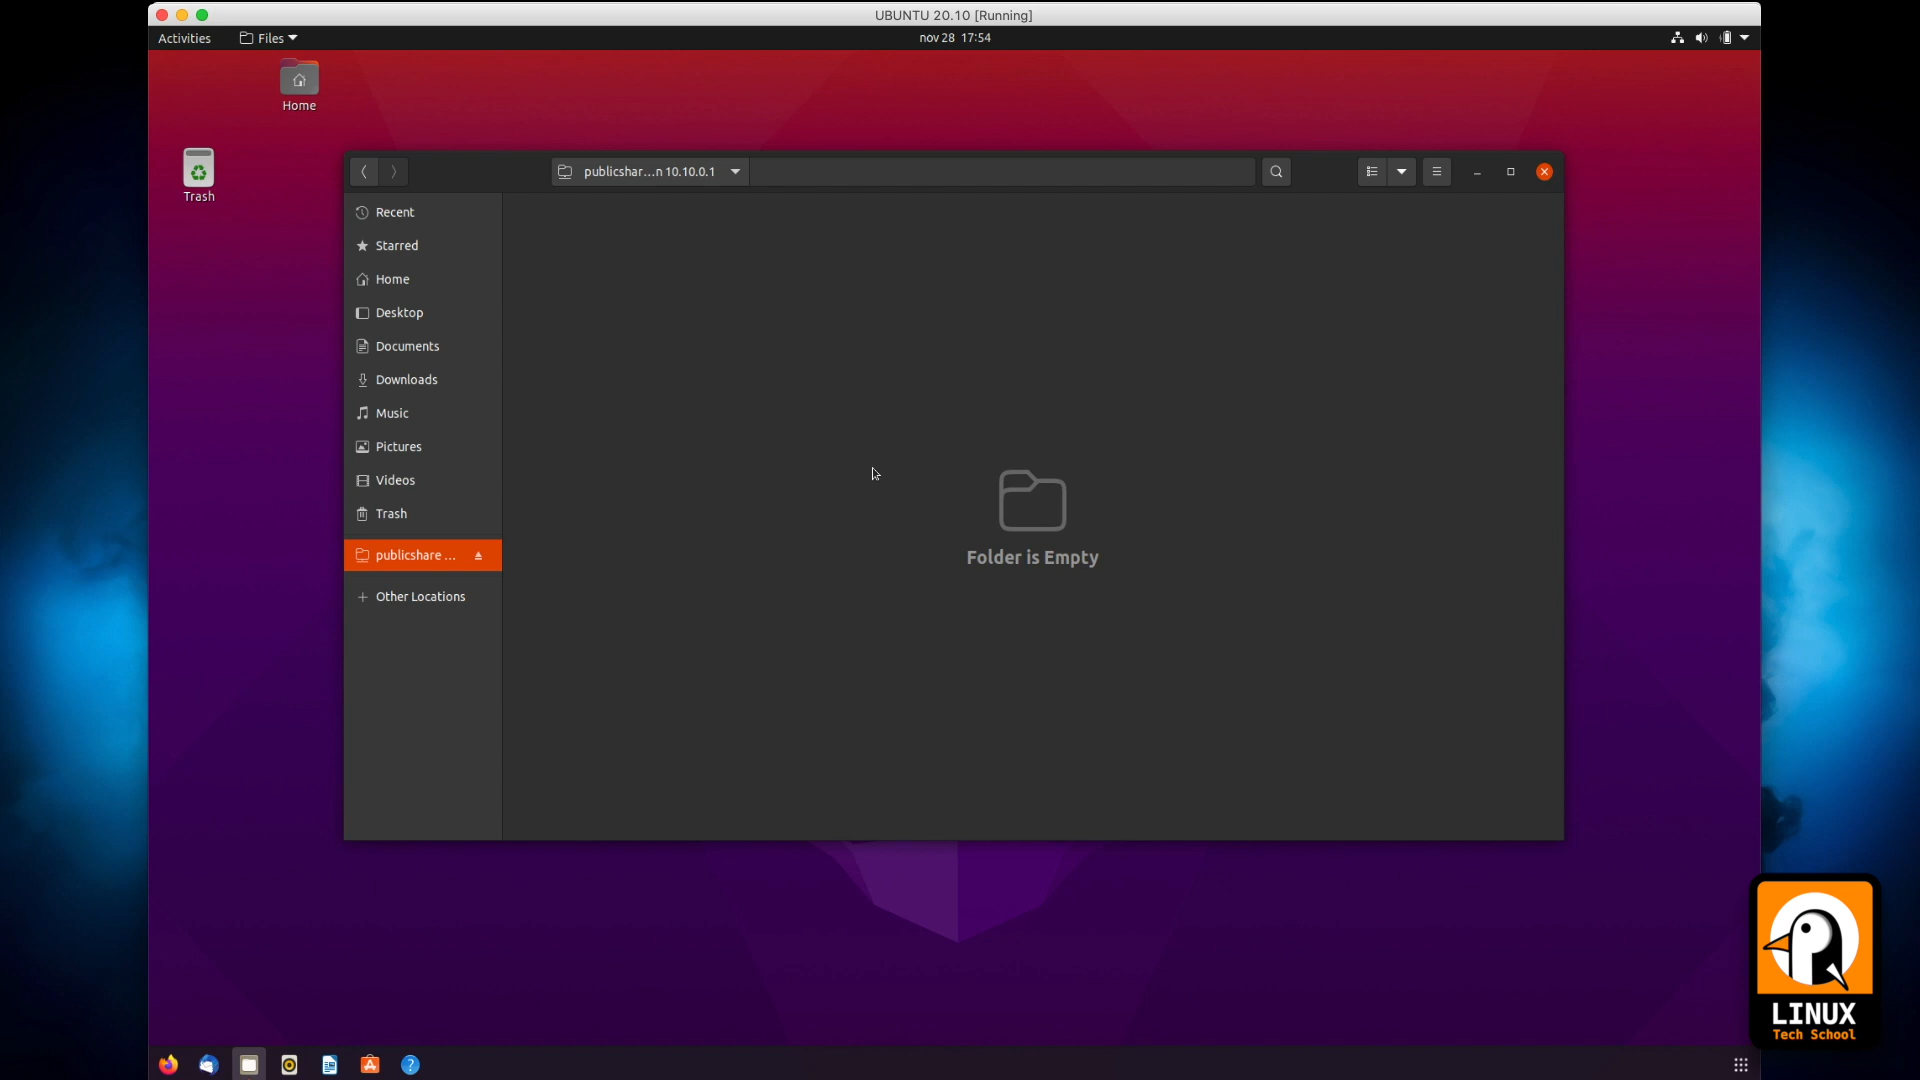 UBUNTU 20.10 [Running]
Activities
Files
nov 28 17:54
Home
Trash
publicshar...n 10.10.0.1
Recent
Starred
Home
Desktop
Documents
Downloads
Music
Pictures
Videos
Trash
publicshare ...
Other Locations
Folder is Empty
LINUX
Tech School